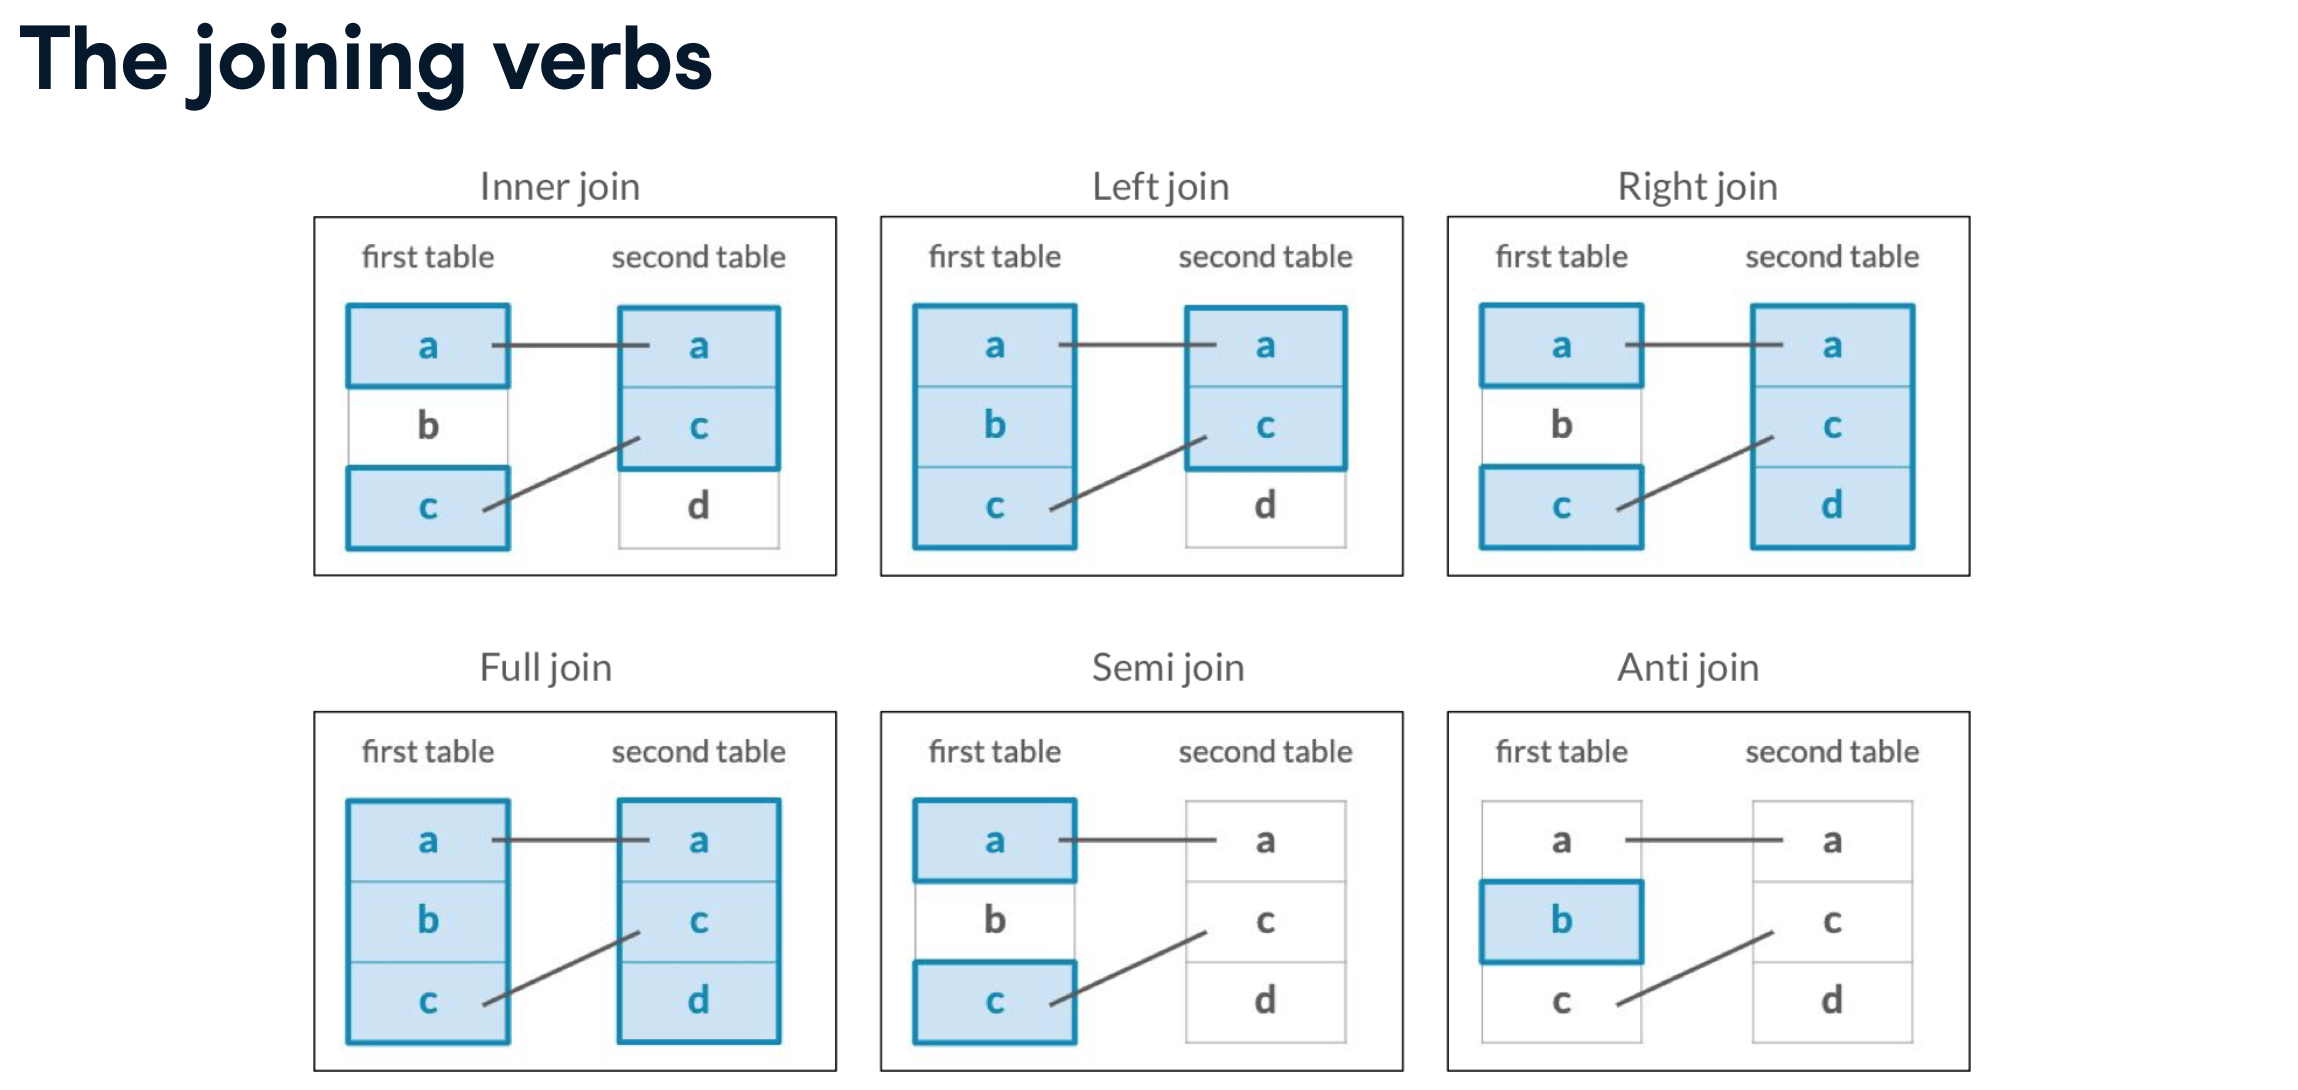 The joining verbs
Inner join
Left join
Right join
first table second table
first table second table
first table second table
a a
a a
a a
b c
b c
b c
c d
c d
c d
Full join
Semi join
Anti join
first table second table
first table second table
first table second table
a a
a a
a a
b c
b c
b c
c d
c d
c d